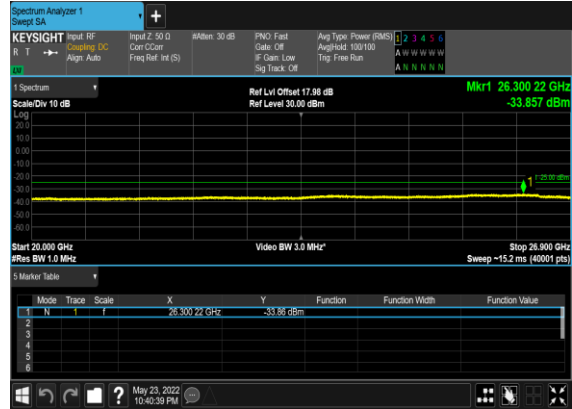 Spectrum Analyzer 1
Swept SA
+
KEYSIGHT Input: RF Input Z: 50 Ω #Atten: 30 dB PNO: Fast Avg Type: Power (RMS) 1 2 3 4 5 6
R T Coupling: DC Corr CCorr Gate: Off Avg|Hold: 100/100 A W W W W W
Align: Auto Freq Ref: Int (S) IF Gain: Low Trig: Free Run
Sig Track: Off A N N N N N
1 Spectrum Ref Lvl Offset 17.98 dB Mkr1 26.300 22 GHz
Scale/Div 10 dB Ref Level 30.00 dBm -33.857 dBm
Log
20.0
10.0
0.00
-10.0
-20.0
1
-30.0
-40.0
-50.0
-60.0
Start 20.000 GHz Video BW 3.0 MHz* Stop 26.900 GHz
#Res BW 1.0 MHz Sweep ~15.2 ms (40001 pts)
5 Marker Table
Mode Trace Scale X Y Function Function Width Function Value
1 N 1 f 26.300 22 GHz -33.86 dBm
2
3
4
5
6
? May 23, 2022
10:40:39 PM